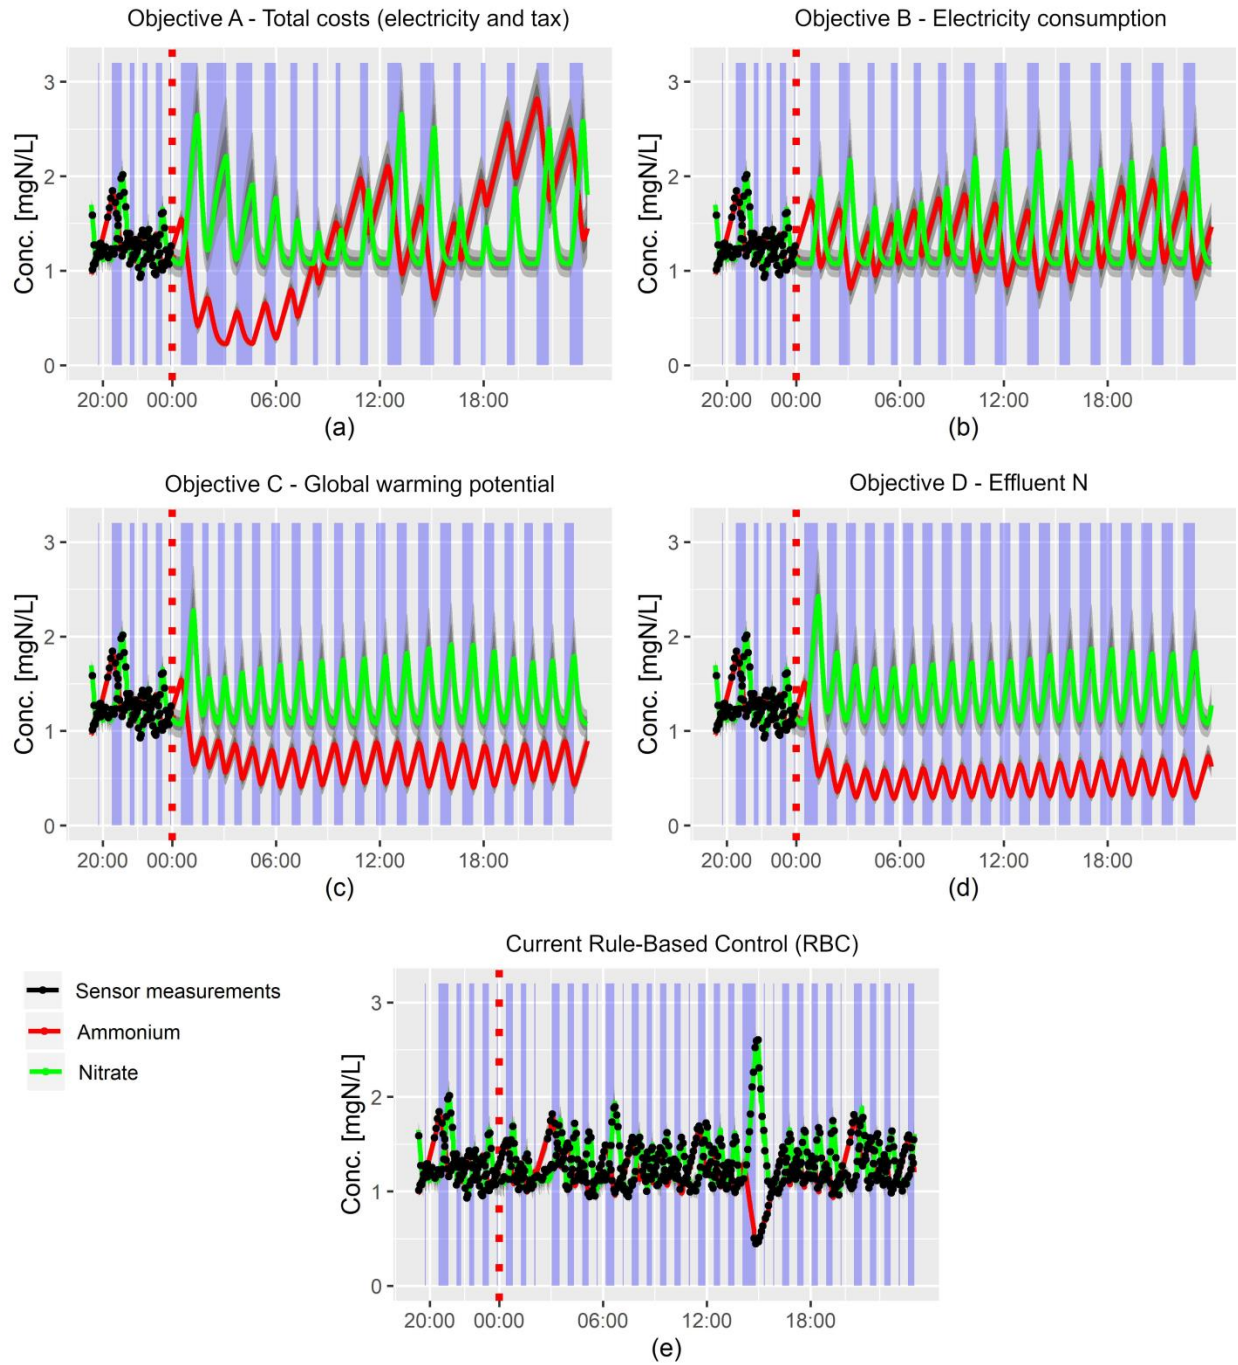 Objective A - Total costs (electricity and tax)
Objective B - Electricity consumption
Conc. [mgN/L]
3
2
1
0
20:00 00:00 06:00 12:00 18:00
(a)
Conc. [mgN/L]
3
2
1
0
20:00 00:00 06:00 12:00 18:00
(b)
Objective C - Global warming potential
Objective D - Effluent N
Conc. [mgN/L]
3
2
1
0
20:00 00:00 06:00 12:00 18:00
(c)
Conc. [mgN/L]
3
2
1
0
20:00 00:00 06:00 12:00 18:00
(d)
Current Rule-Based Control (RBC)
Sensor measurements
Ammonium
Nitrate
Conc. [mgN/L]
3
2
1
0
20:00 00:00 06:00 12:00 18:00
(e)